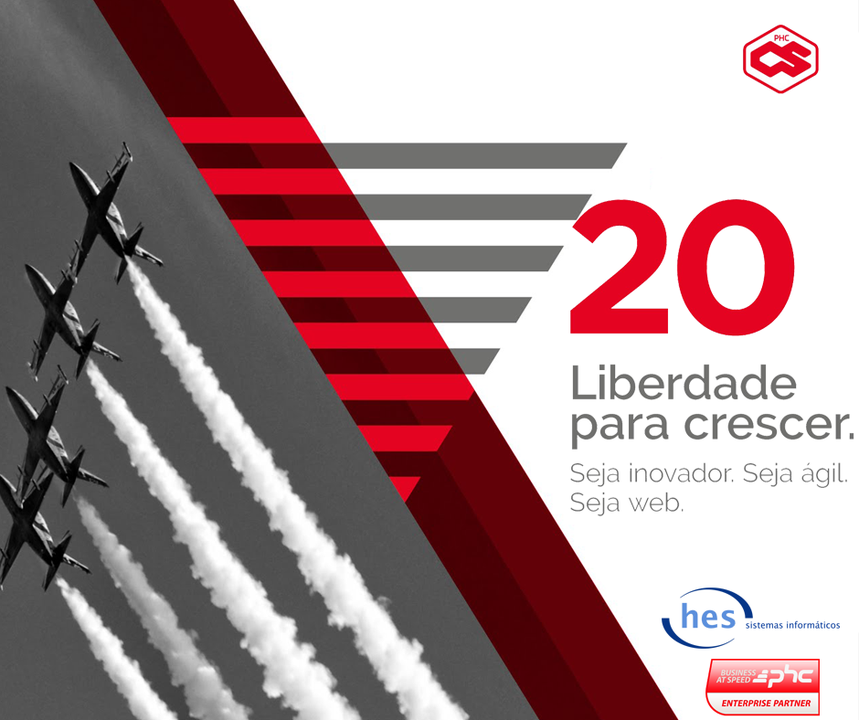 PHC
CS
20
Liberdade
para crescer.
Seja inovador. Seja ágil.
Seja web.
hes
sistemas informáticos
BUSINESS
AT SPEED
phc
ENTERPRISE PARTNER